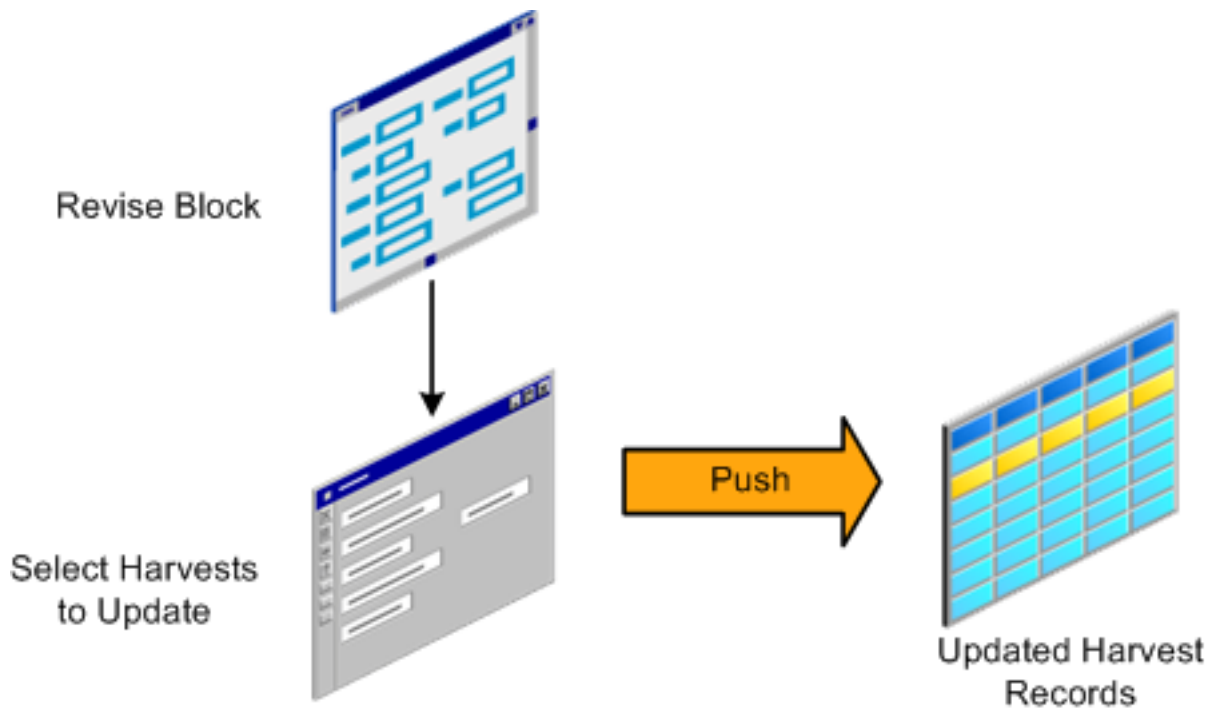 Revise Block
Select Harvests
to Update
Push
Updated Harvest
Records